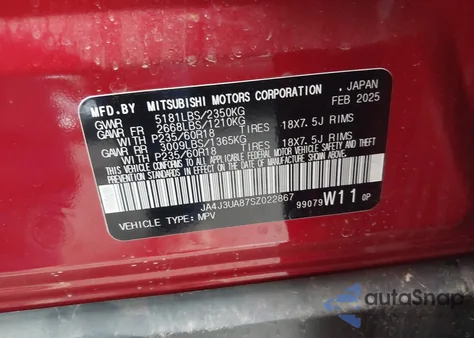 MFD.BY MITSUBISHI MOTORS CORPORATION . JAPAN
GVWR 5181LBS/2350KG FEB 2025
GAWR FR 2668LBS/1210KG
WITH P235/60R18 TIRES 18X7.5J RIMS
GAWR RR 3009LBS/1365KG
WITH P235/60R18 TIRES 18X7.5J RIMS
THIS VEHICLE CONFORMS TO ALL APPLICABLE
FEDERAL MOTOR VEHICLE SAFETY AND THEFT
PREVENTION STANDARDS IN EFFECT ON THE DATE
OF MANUFACTURE SHOWN ABOVE.
JA4J3UA87SZ022867
VEHICLE TYPE: MPV
99079 W11 0P
autoSnap